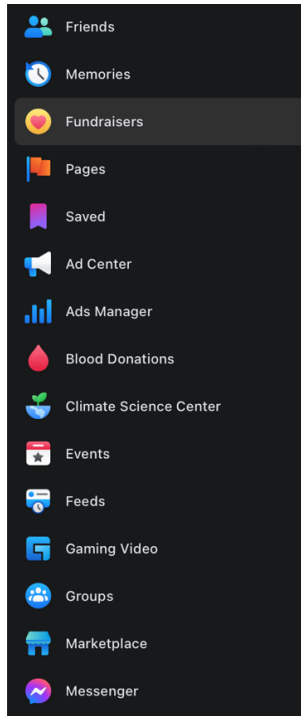 Friends
Memories
Fundraisers
Pages
Saved
Ad Center
Ads Manager
Blood Donations
Climate Science Center
Events
Feeds
Gaming Video
Groups
Marketplace
Messenger